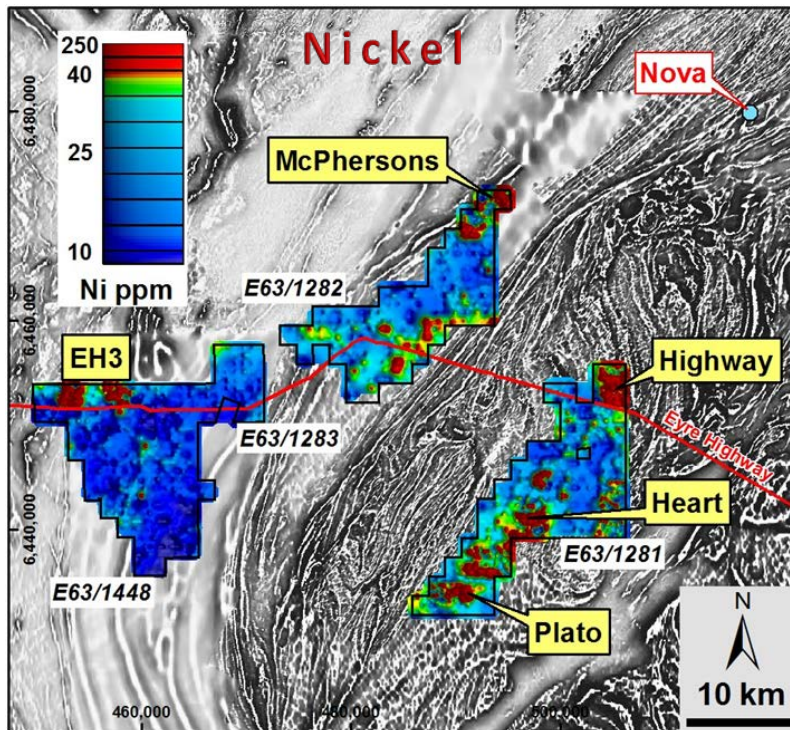 Nickel
250
40
25
10
Ni ppm
Nova
McPhersons
E63/1282
EH3
E63/1283
Highway
Eyre Highway
Heart
E63/1281
E63/1448
Plato
N
10 km
6,480,000
6,460,000
6,440,000
460,000
480,000
500,000